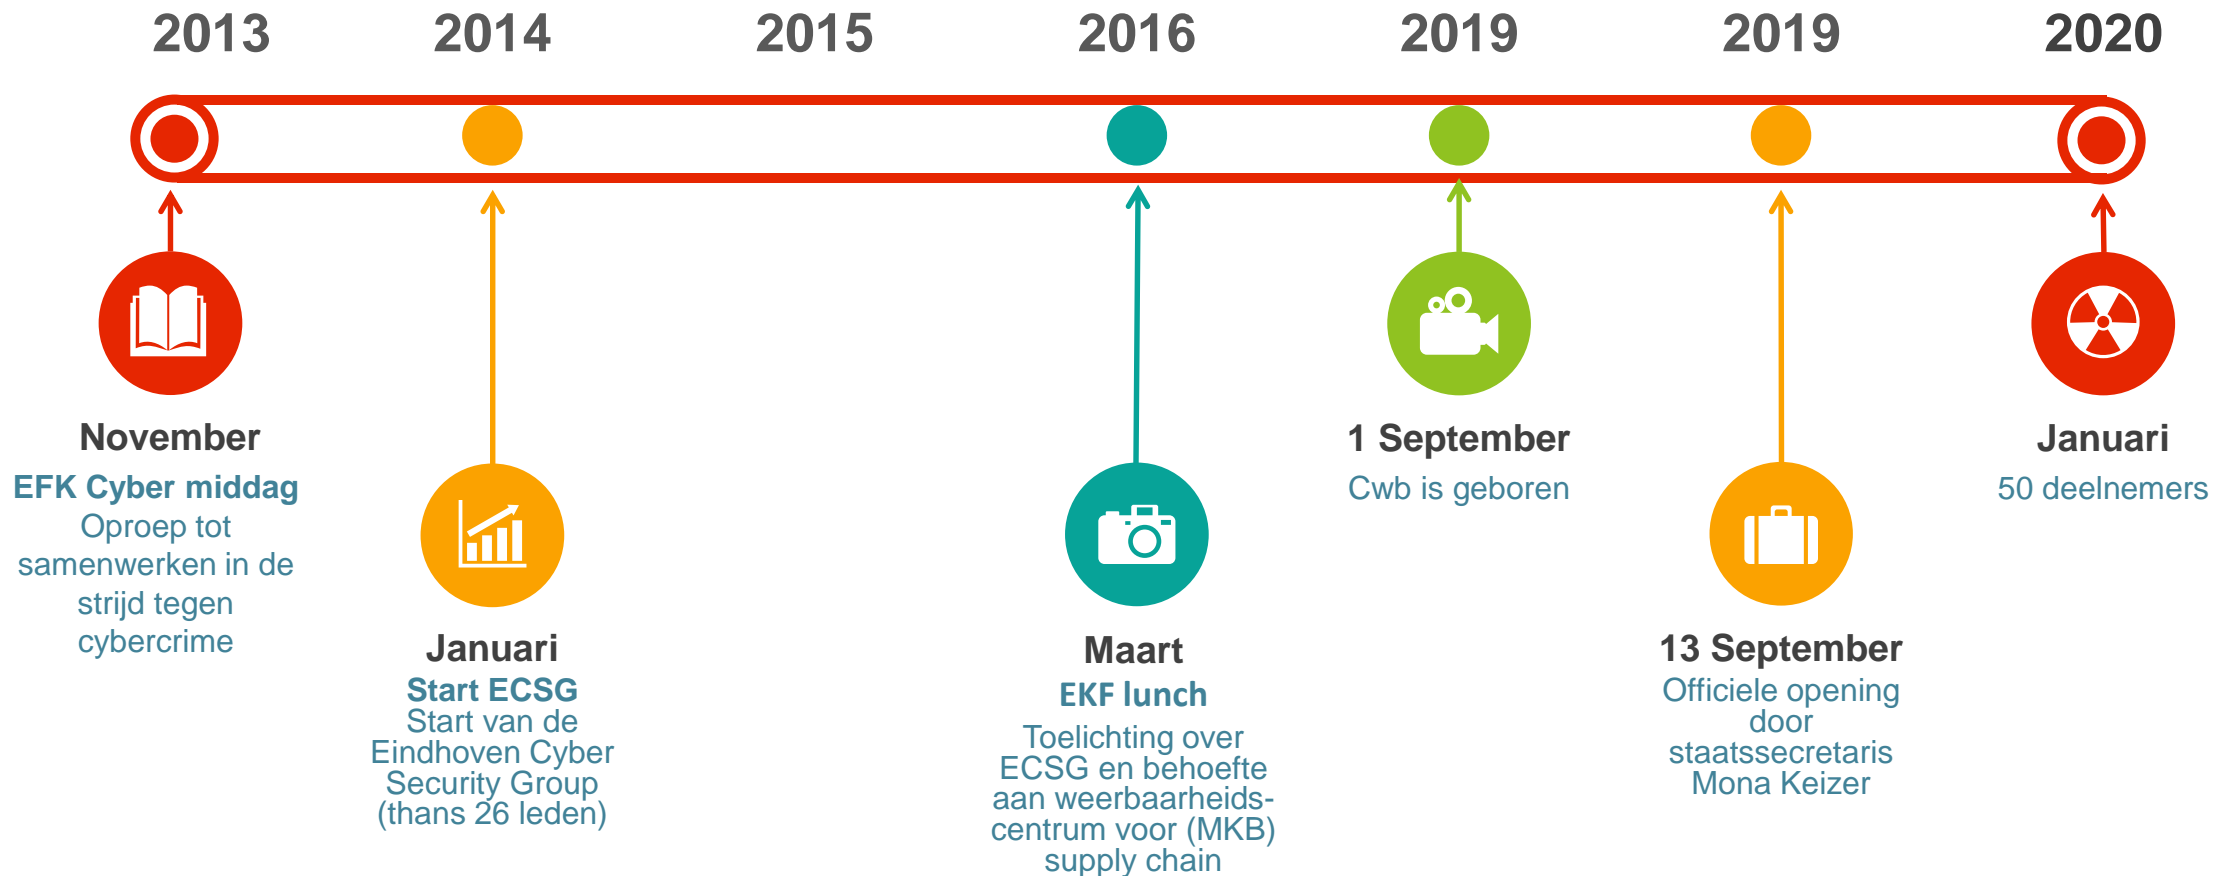 2013
2014
2015
2016
2019
2019
2020
November
EFK Cyber middag
Oproep tot
samenwerken in de
strijd tegen
cybercrime
Januari
Start ECSG
Start van de
Eindhoven Cyber
Security Group
(thans 26 leden)
Maart
EKF lunch
Toelichting over
ECSG en behoefte
aan weerbaarheids-
centrum voor (MKB)
supply chain
1 September
Cwb is geboren
13 September
Officiele opening
door
staatssecretaris
Mona Keizer
Januari
50 deelnemers